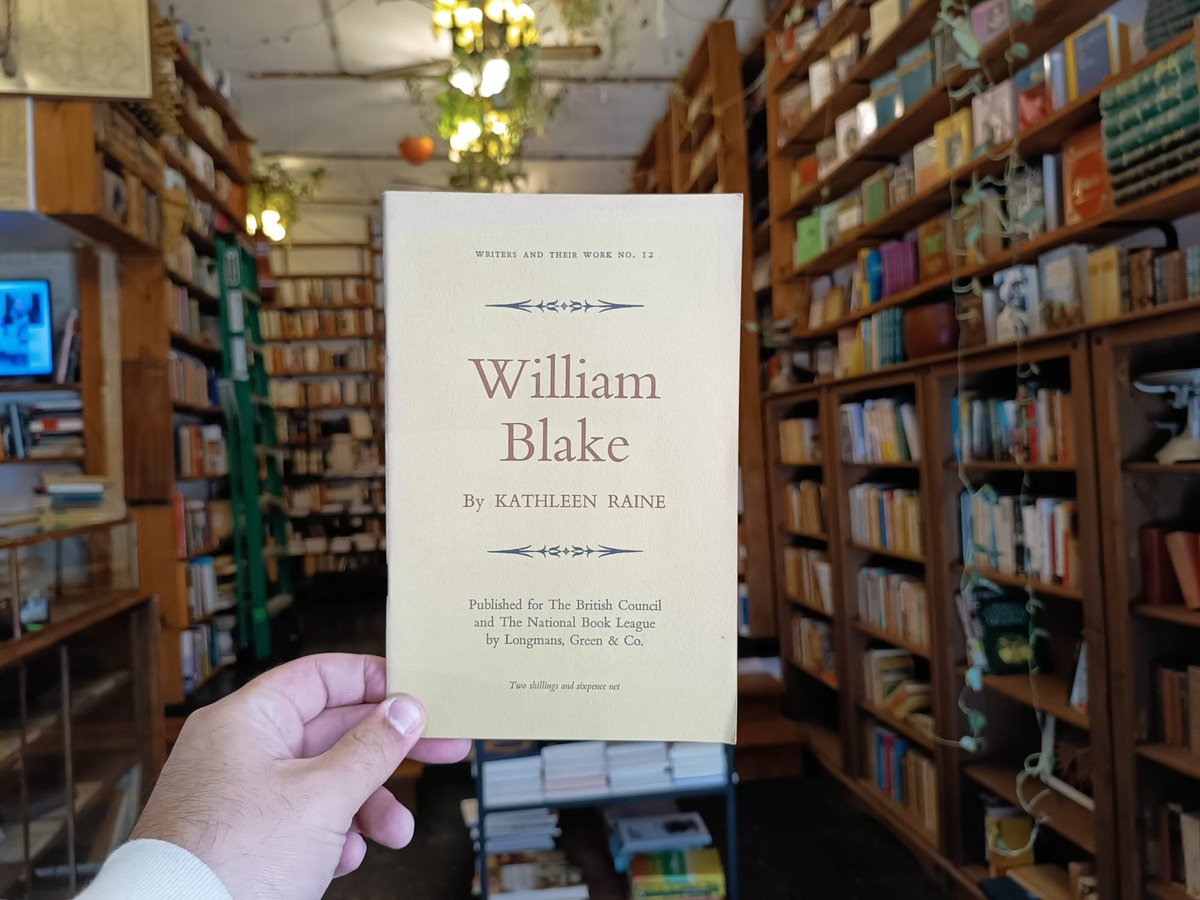 WRITERS AND THEIR WORK NO. 12
William
Blake
By KATHLEEN RAINE
Published for The British Council
and The National Book League
by Longmans, Green & Co.
Two shillings and sixpence net